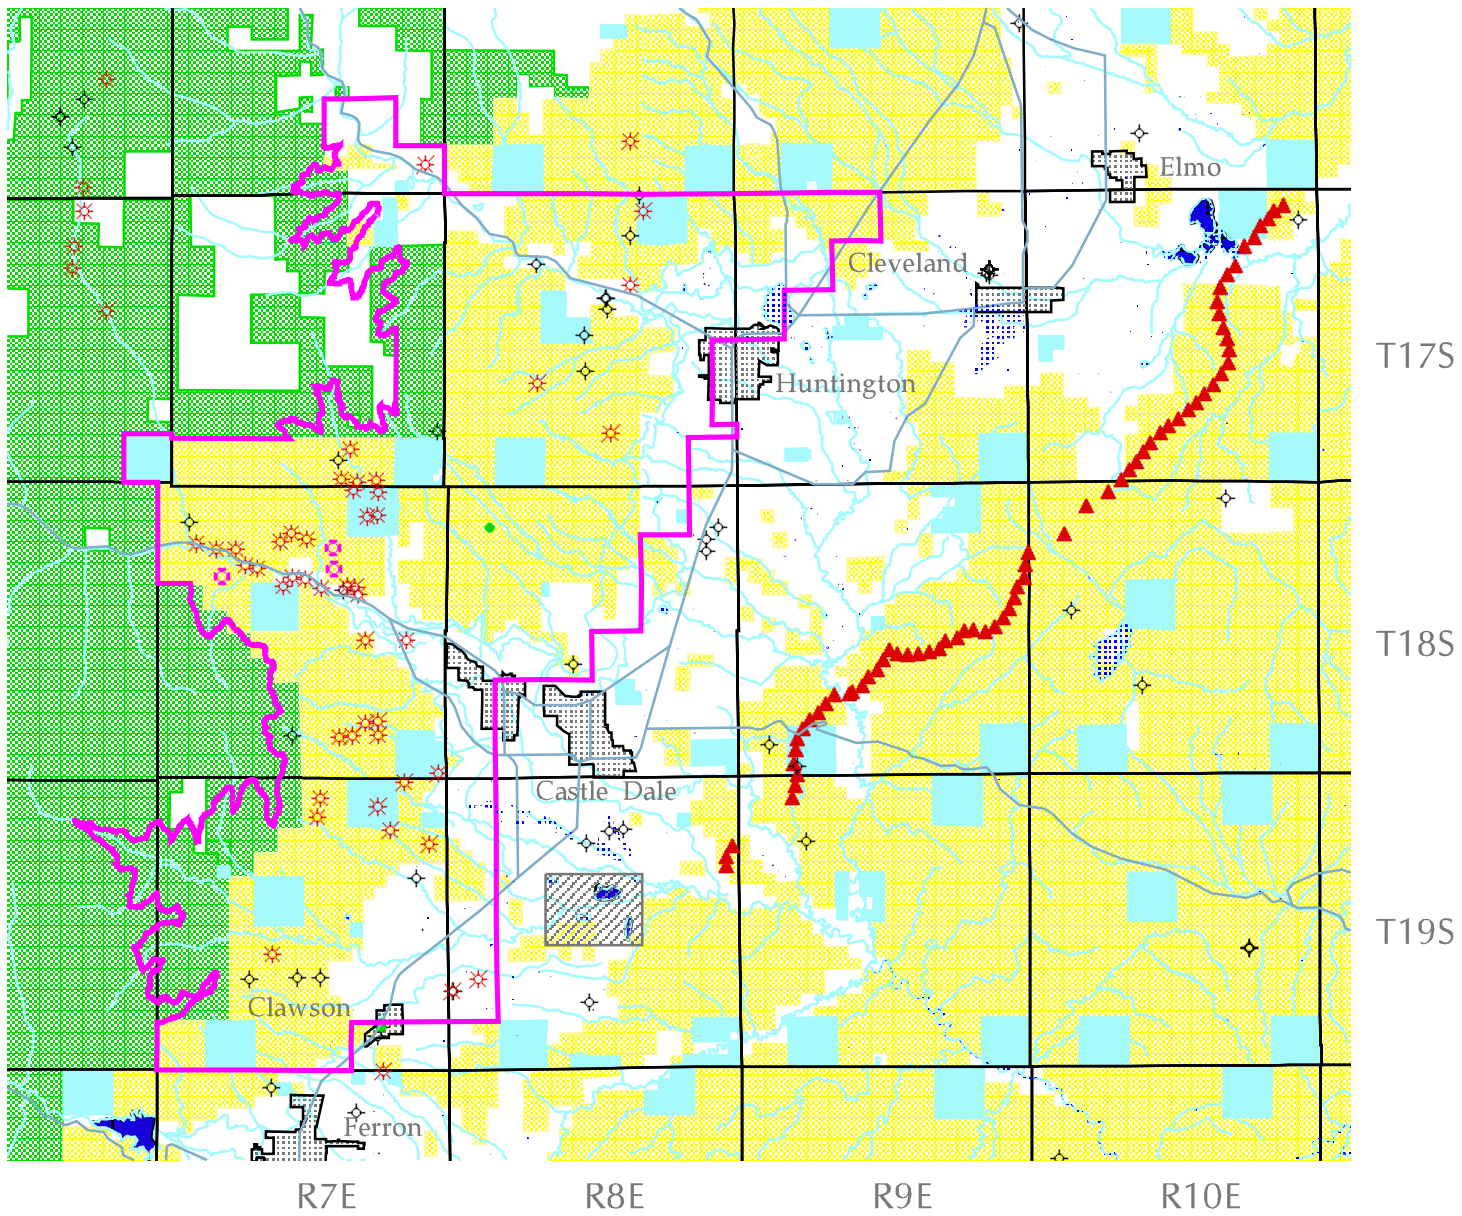 Elmo
Cleveland
T17S
Huntington
T18S
Castle Dale
T19S
Clawson
Ferron
R7E R8E R9E R10E